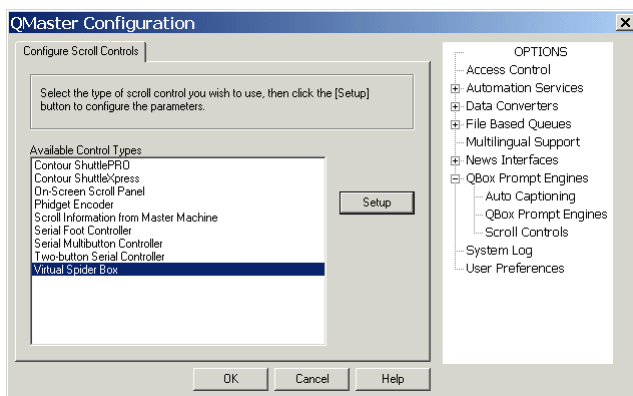 QMaster Configuration
Configure Scroll Controls
Select the type of scroll control you wish to use, then click the [Setup]
button to configure the parameters.
Available Control Types
Contour ShuttlePRO
Contour ShuttleXpress
On-Screen Scroll Panel
Phidget Encoder
Scroll Information from Master Machine
Serial Foot Controller
Serial Multibutton Controller
Two-button Serial Controller
Virtual Spider Box
Setup
OK
Cancel
Help
OPTIONS
Access Control
Automation Services
Data Converters
File Based Queues
Multilingual Support
News Interfaces
QBox Prompt Engines
Auto Captioning
QBox Prompt Engines
Scroll Controls
System Log
User Preferences